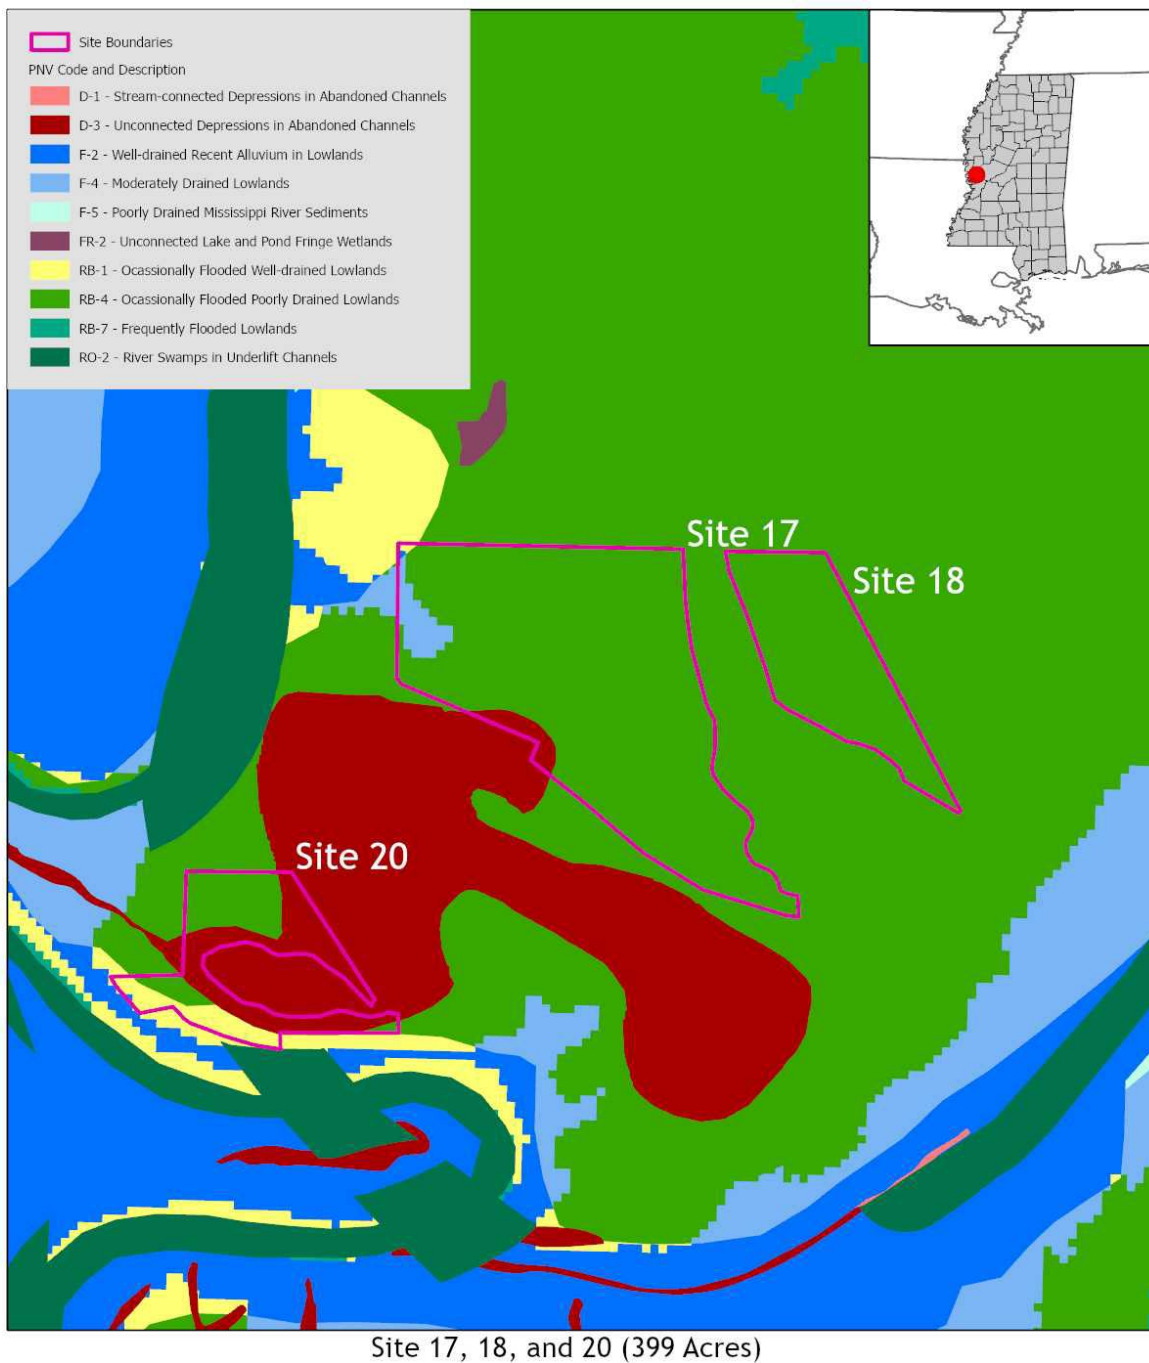 Site Boundaries
PNV Code and Description
D-1 - Stream-connected Depressions in Abandoned Channels
D-3 - Unconnected Depressions in Abandoned Channels
F-2 - Well-drained Recent Alluvium in Lowlands
F-4 - Moderately Drained Lowlands
F-5 - Poorly Drained Mississippi River Sediments
FR-2 - Unconnected Lake and Pond Fringe Wetlands
RB-1 - Ocassionally Flooded Well-drained Lowlands
RB-4 - Ocassionally Flooded Poorly Drained Lowlands
RB-7 - Frequently Flooded Lowlands
RO-2 - River Swamps in Underlift Channels
Site 17
Site 18
Site 20
Site 17, 18, and 20 (399 Acres)